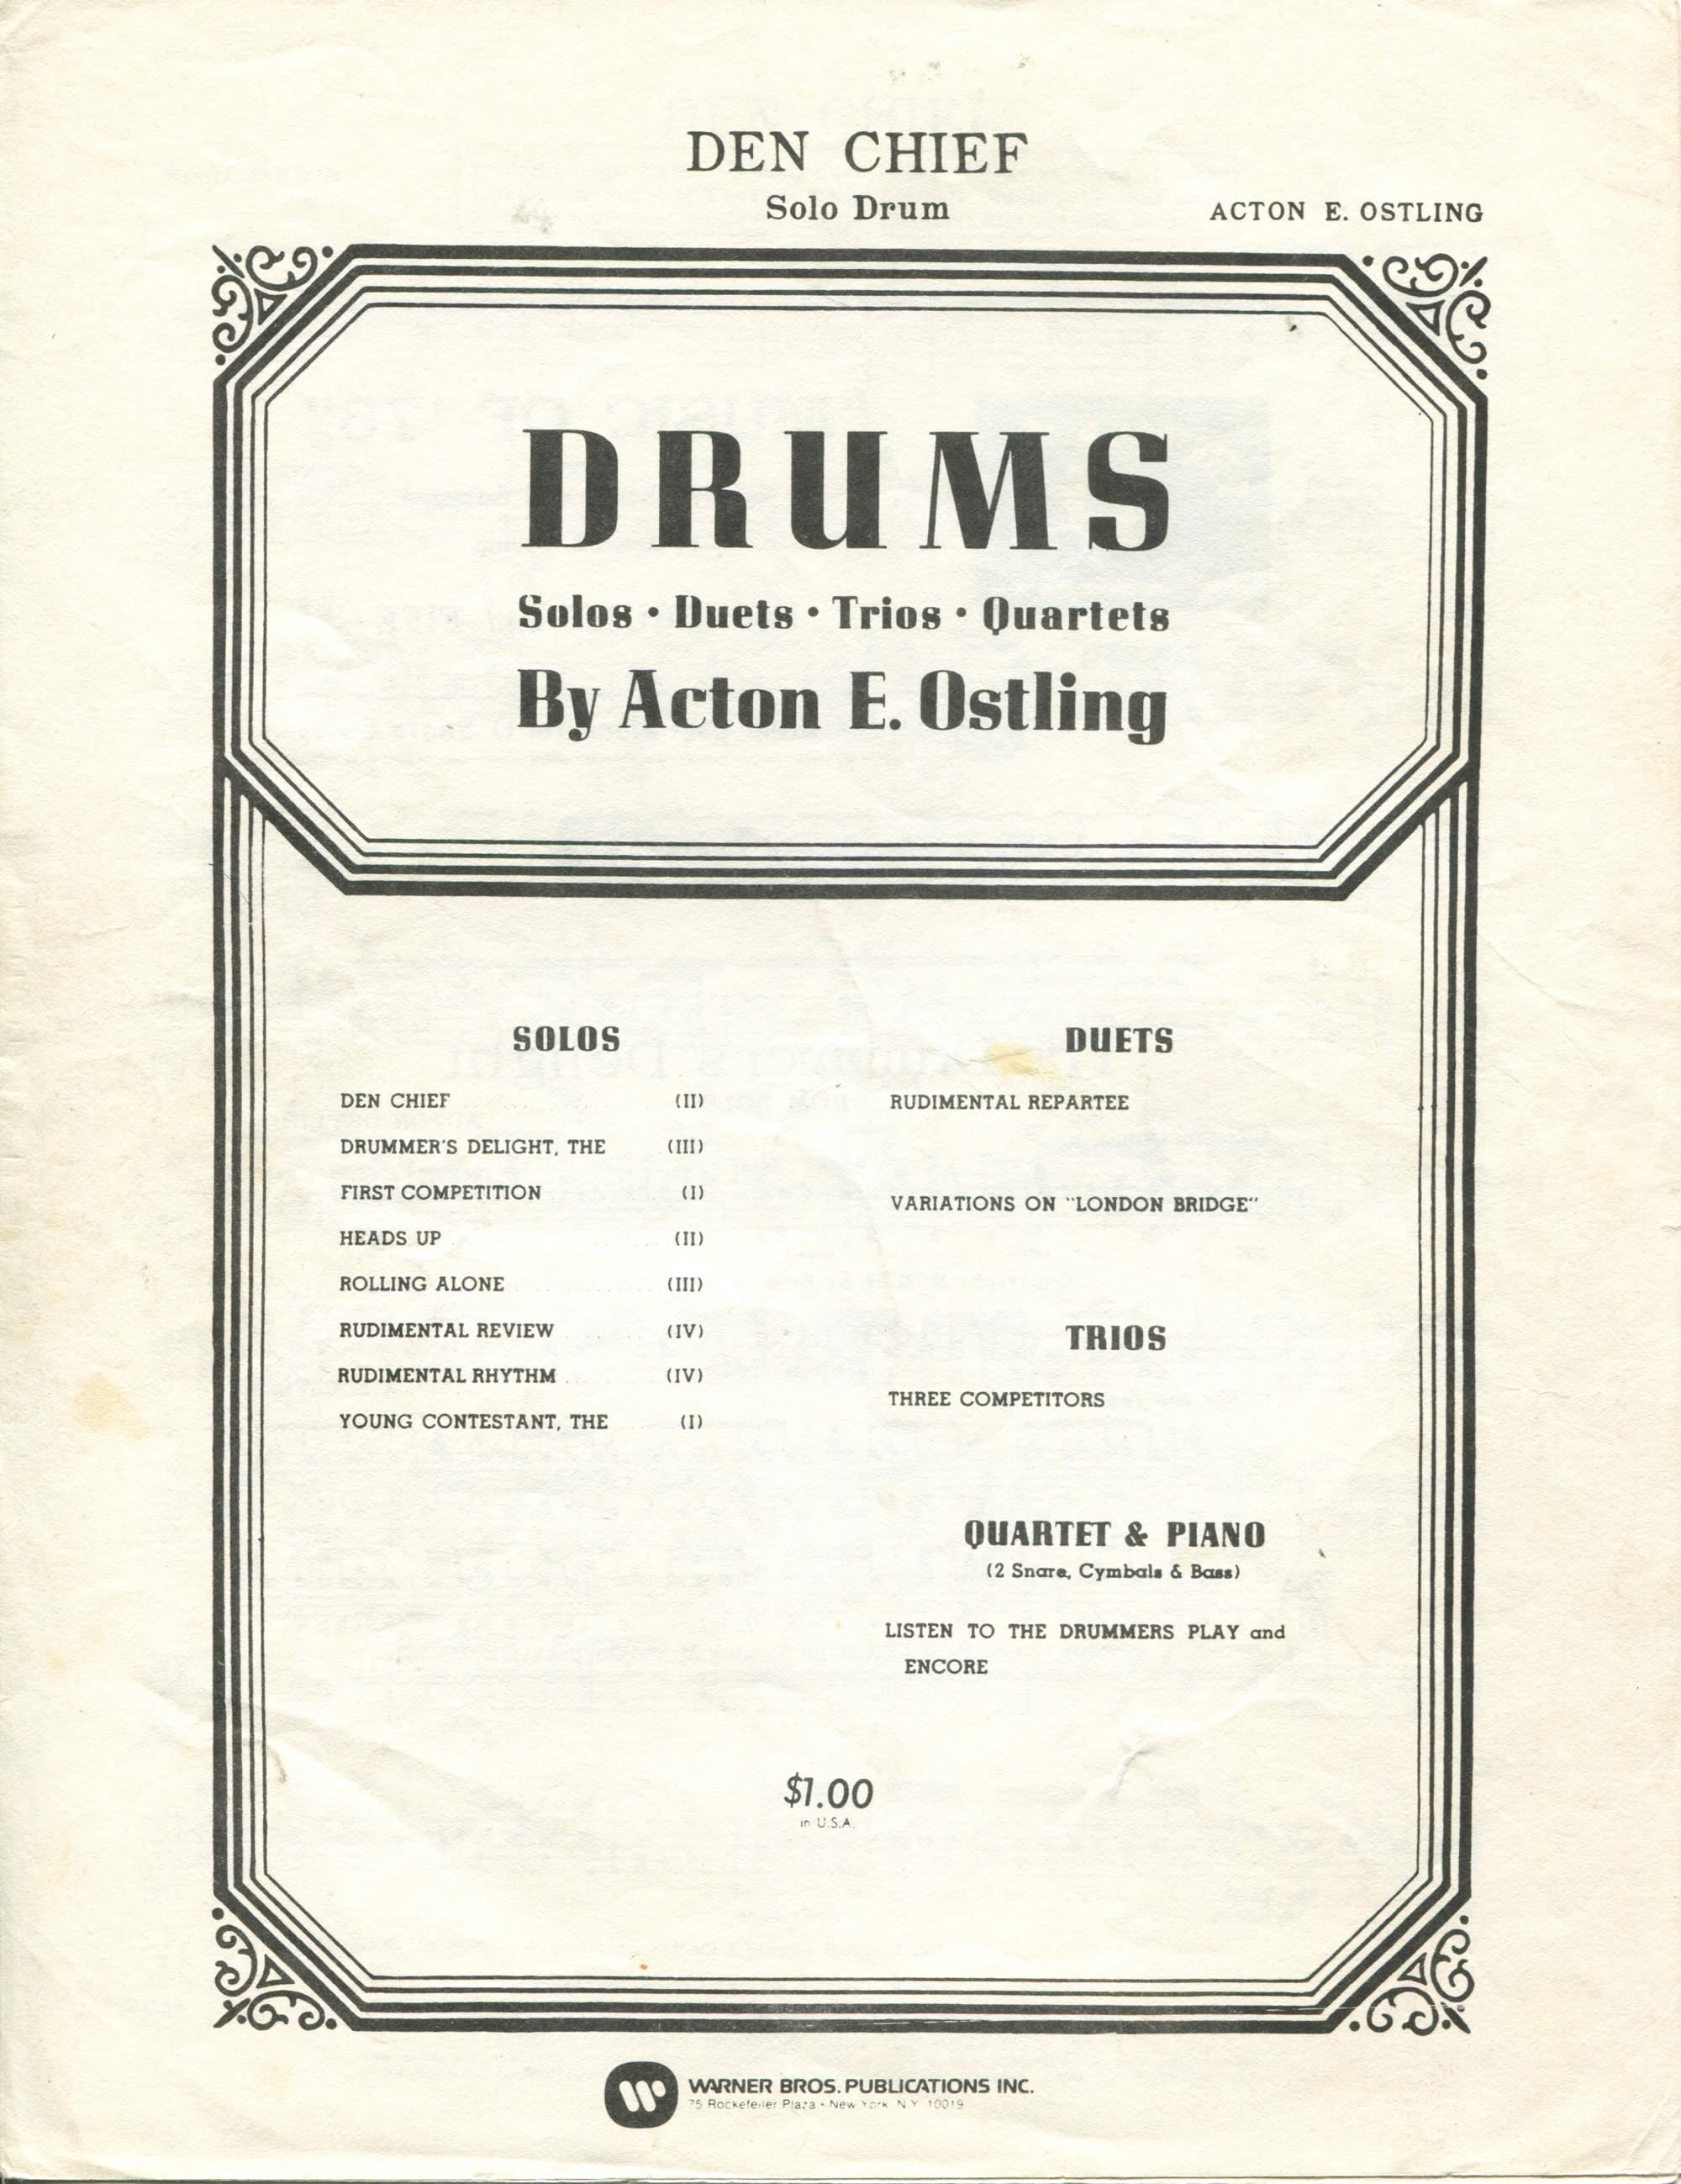 DEN CHIEF
Solo Drum
ACTON E. OSTLING
DRUMS
Solos • Duets • Trios • Quartets
By Acton E. Ostling
SOLOS
DEN CHIEF (II)
DRUMMER'S DELIGHT, THE (III)
FIRST COMPETITION (I)
HEADS UP (II)
ROLLING ALONE (III)
RUDIMENTAL REVIEW (IV)
RUDIMENTAL RHYTHM (IV)
YOUNG CONTESTANT, THE (I)
DUETS
RUDIMENTAL REPARTEE
VARIATIONS ON "LONDON BRIDGE"
TRIOS
THREE COMPETITORS
QUARTET & PIANO
(2 Snare, Cymbals & Bass)
LISTEN TO THE DRUMMERS PLAY and
ENCORE
$1.00
in U.S.A.
WARNER BROS. PUBLICATIONS INC.
75 Rockefeller Plaza • New York, N.Y. 10019